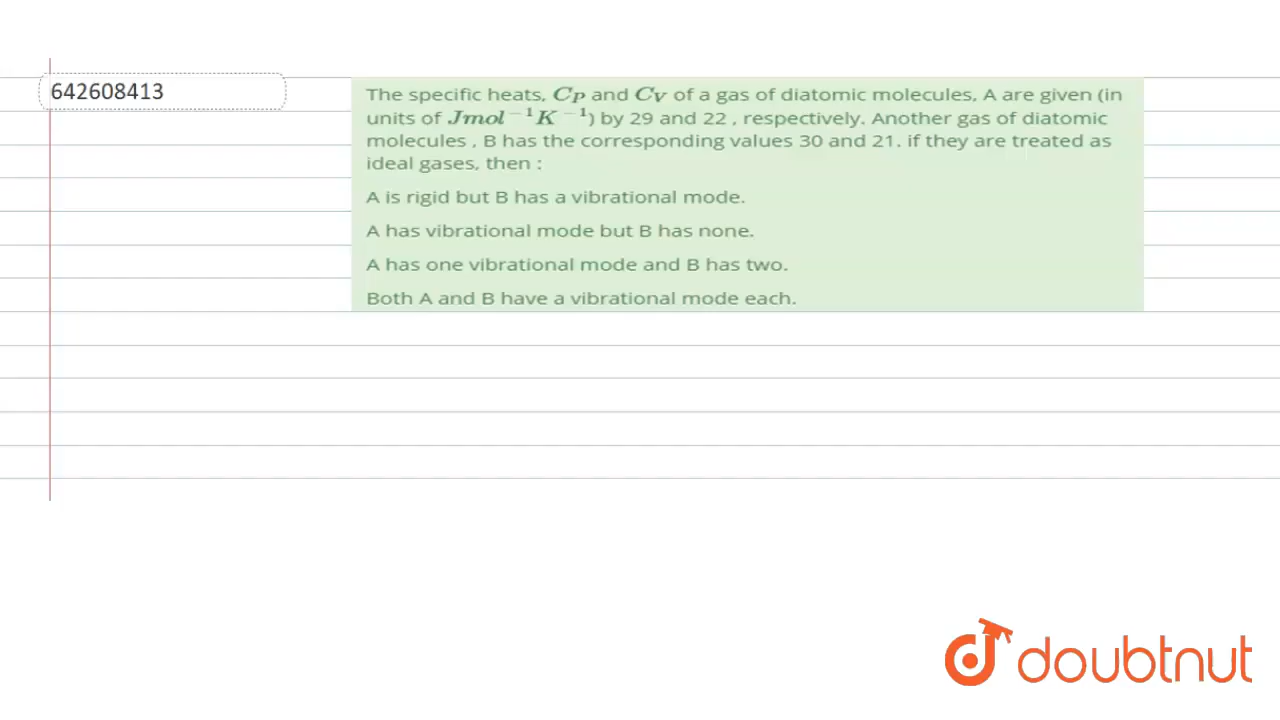 642608413
The specific heats, C_P and C_V of a gas of diatomic molecules, A are given (in
units of Jmol⁻¹K⁻¹) by 29 and 22 , respectively. Another gas of diatomic
molecules , B has the corresponding values 30 and 21. if they are treated as
ideal gases, then :
A is rigid but B has a vibrational mode.
A has vibrational mode but B has none.
A has one vibrational mode and B has two.
Both A and B have a vibrational mode each.
doubtnut